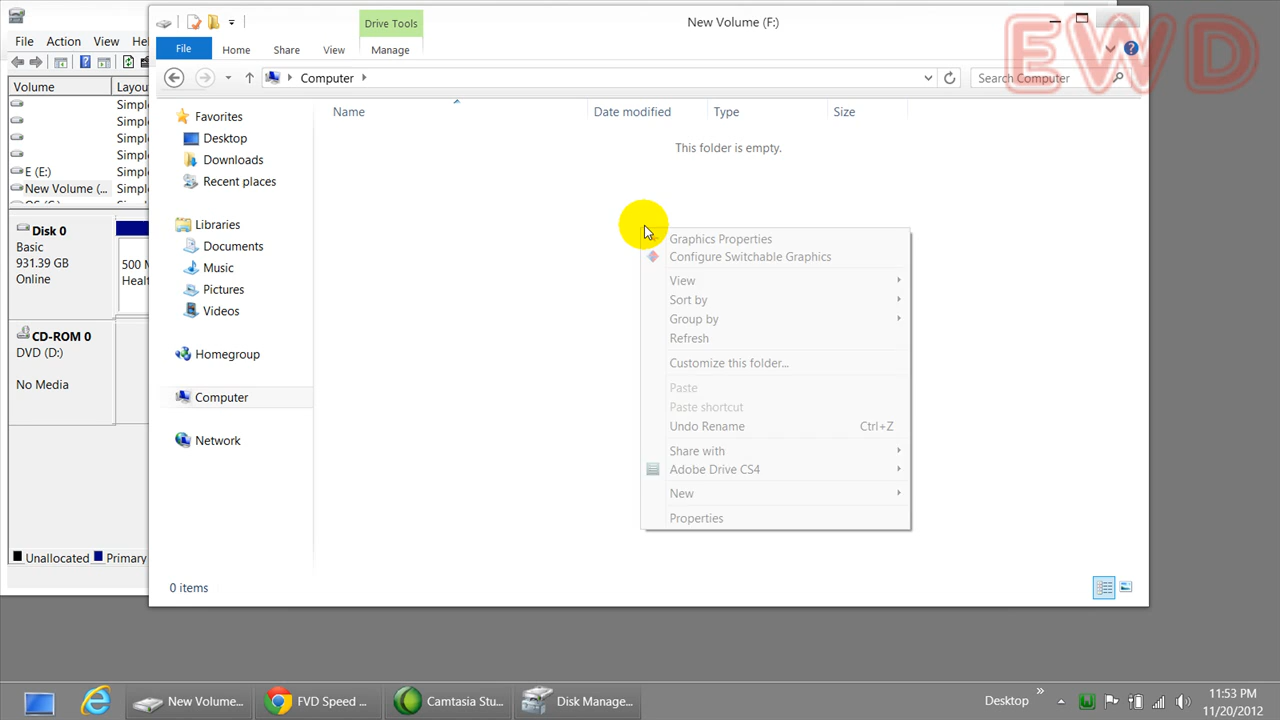 New Volume (F:)
Drive Tools
File
Home
Share
View
Manage
File
Action
View
He
Computer
Search Computer
EWD
Volume
Layou
Simple
Simple
Simple
Simple
E (E:)
Simple
New Volume (...
Simple
Disk 0
Basic
931.39 GB
Online
500 M
Healt
CD-ROM 0
DVD (D:)
No Media
Unallocated
Primary
Favorites
Desktop
Downloads
Recent places
Libraries
Documents
Music
Pictures
Videos
Homegroup
Computer
Network
Name
Date modified
Type
Size
This folder is empty.
Graphics Properties
Configure Switchable Graphics
View
Sort by
Group by
Refresh
Customize this folder...
Paste
Paste shortcut
Undo Rename Ctrl+Z
Share with
Adobe Drive CS4
New
Properties
0 items
New Volume...
FVD Speed ...
Camtasia Stu...
Disk Manage...
Desktop
»
11:53 PM
11/20/2012